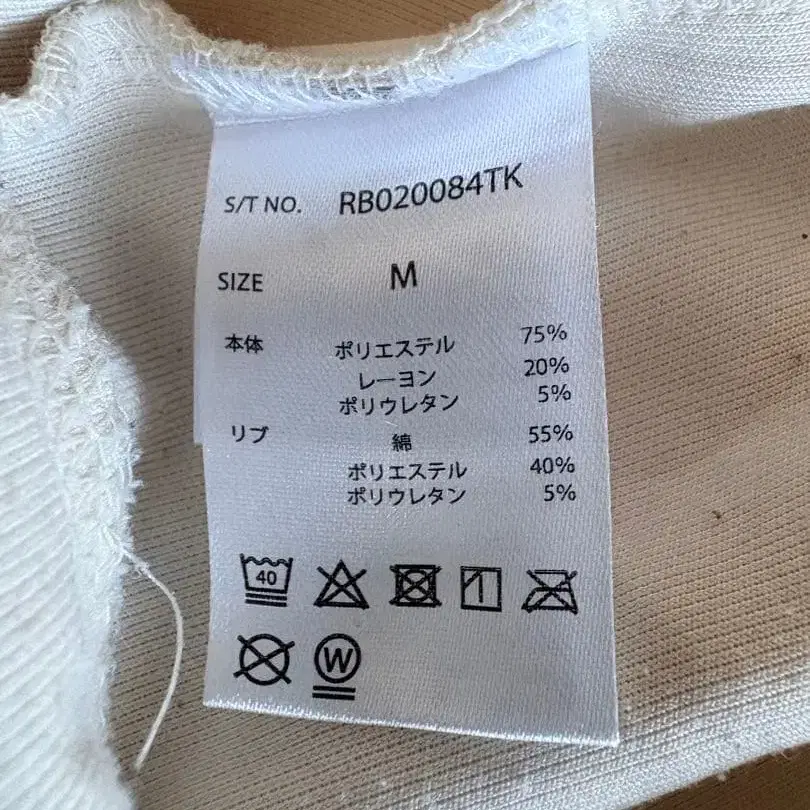 S/T NO. RB020084TK
SIZE M
本体 ポリエステル 75%
レーヨン 20%
ポリウレタン 5%
リブ 綿 55%
ポリエステル 40%
ポリウレタン 5%
40
W